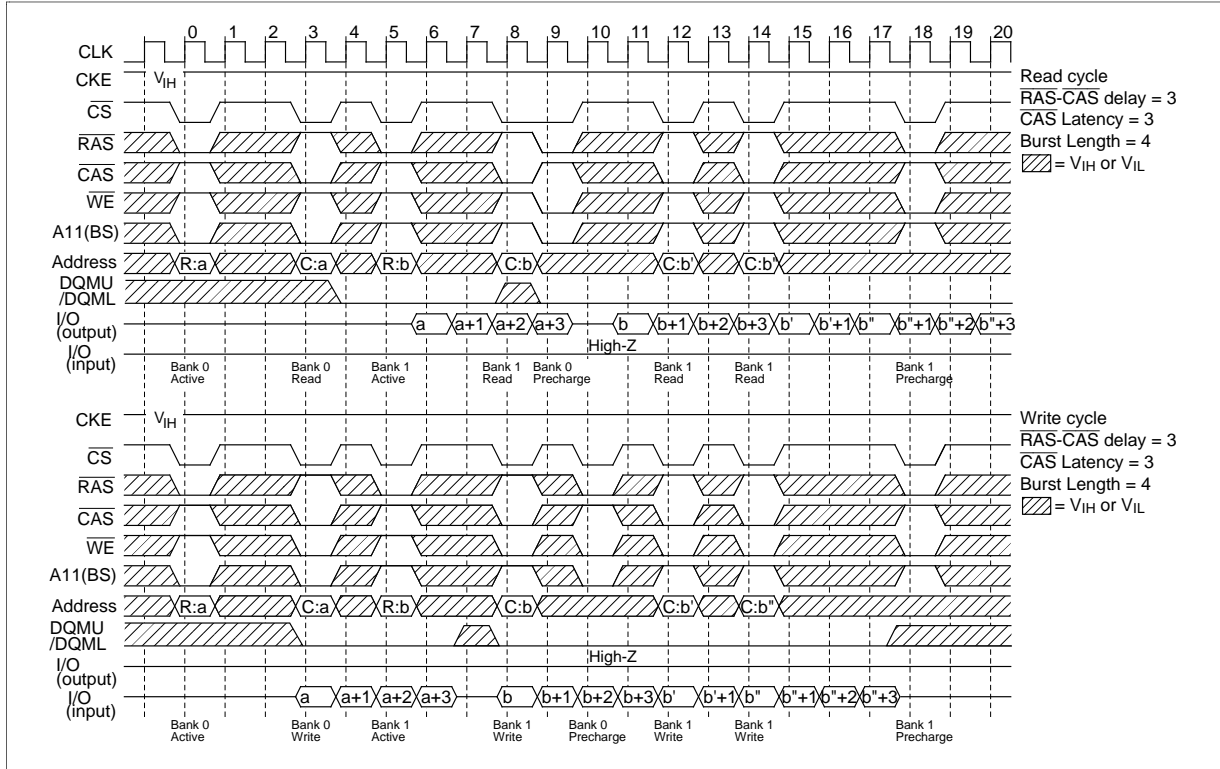 0 1 2 3 4 5 6 7 8 9 10 11 12 13 14 15 16 17 18 19 20
CLK
CKE VIH
CS
RAS
CAS
WE
A11(BS)
Address R:a C:a R:b C:b C:b' C:b"
DQMU
/DQML
I/O
(output) a a+1 a+2 a+3 b b+1 b+2 b+3 b' b'+1 b" b"+1 b"+2 b"+3
I/O
(input) High-Z
Bank 0 Active
Bank 0 Read
Bank 1 Active
Bank 1 Read
Bank 0 Precharge
Bank 1 Read
Bank 1 Read
Bank 1 Precharge
Read cycle
RAS-CAS delay = 3
CAS Latency = 3
Burst Length = 4
= VIH or VIL
CKE VIH
CS
RAS
CAS
WE
A11(BS)
Address R:a C:a R:b C:b C:b' C:b"
DQMU
/DQML
I/O
(output) High-Z
I/O
(input) a a+1 a+2 a+3 b b+1 b+2 b+3 b' b'+1 b" b"+1 b"+2 b"+3
Bank 0 Active
Bank 0 Write
Bank 1 Active
Bank 1 Write
Bank 0 Precharge
Bank 1 Write
Bank 1 Write
Bank 1 Precharge
Write cycle
RAS-CAS delay = 3
CAS Latency = 3
Burst Length = 4
= VIH or VIL